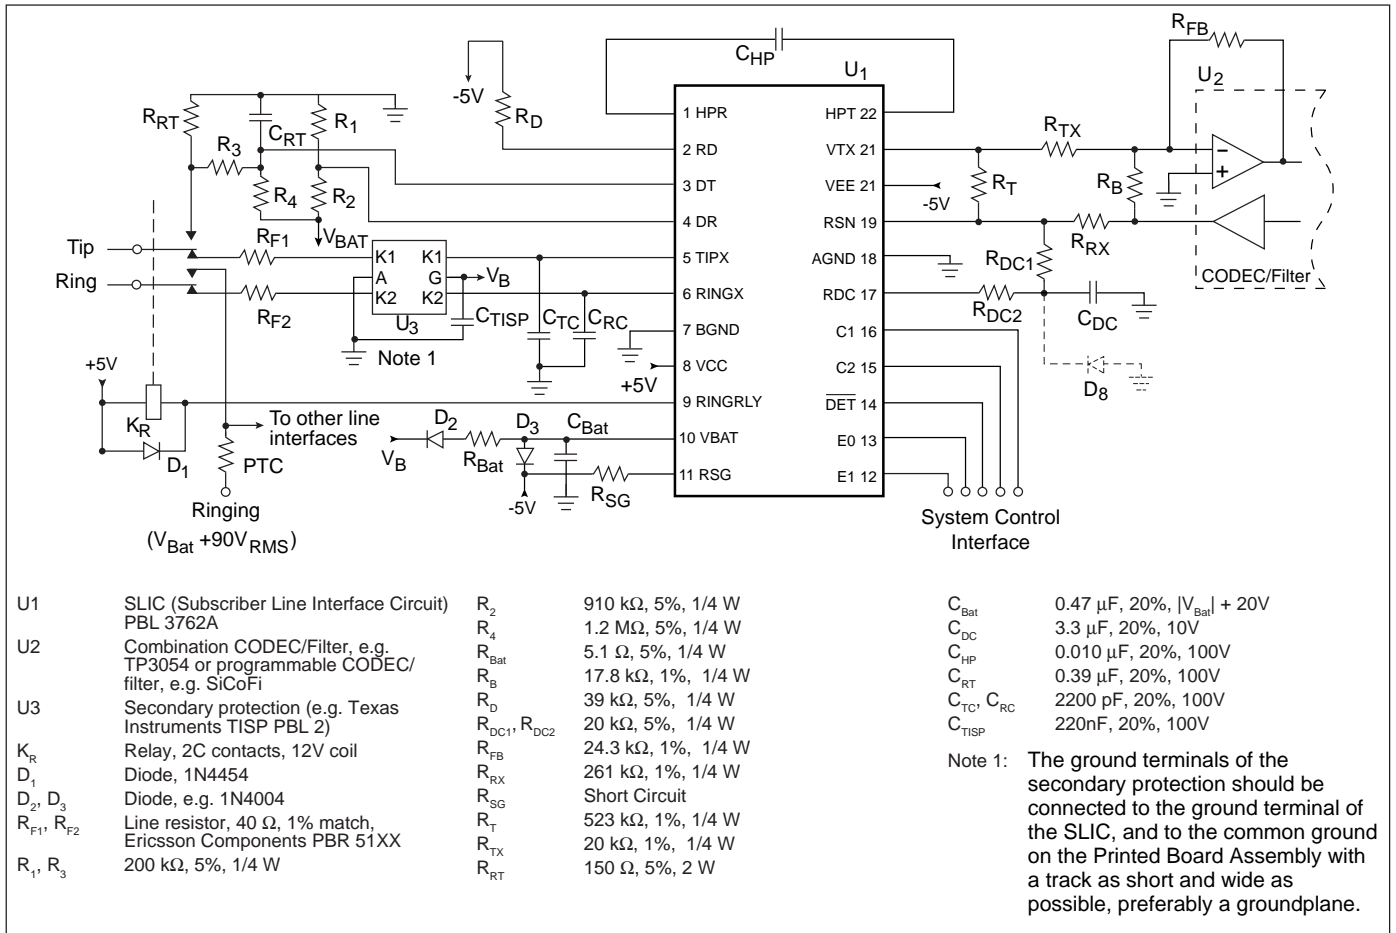 CHP
RFB
U1
U2
-5V
RD
RRT
CRT
R1
R3
R4
R2
VBAT
1 HPR
2 RD
3 DT
4 DR
5 TIPX
6 RINGX
7 BGND
8 VCC
9 RINGRLY
10 VBAT
11 RSG
HPT 22
VTX 21
VEE 21
RSN 19
AGND 18
RDC 17
C1 16
C2 15
DET 14
E0 13
E1 12
RTX
RT
RB
-5V
RRX
RDC1
RDC2
CDC
D8
−
+
CODEC/Filter
Tip
Ring
RF1
RF2
K1 K1
A G
K2 K2
U3
VB
CTISP
CTC
CRC
Note 1
+5V
+5V
KR
D1
To other line
interfaces
PTC
Ringing
(VBat +90VRMS)
VB
D2
RBat
D3
CBat
-5V
RSG
System Control
Interface
U1 SLIC (Subscriber Line Interface Circuit)
PBL 3762A
U2 Combination CODEC/Filter, e.g.
TP3054 or programmable CODEC/
filter, e.g. SiCoFi
U3 Secondary protection (e.g. Texas
Instruments TISP PBL 2)
KR Relay, 2C contacts, 12V coil
D1 Diode, 1N4454
D2, D3 Diode, e.g. 1N4004
RF1, RF2 Line resistor, 40 Ω, 1% match,
Ericsson Components PBR 51XX
R1, R3 200 kΩ, 5%, 1/4 W
R2 910 kΩ, 5%, 1/4 W
R4 1.2 MΩ, 5%, 1/4 W
RBat 5.1 Ω, 5%, 1/4 W
RB 17.8 kΩ, 1%, 1/4 W
RD 39 kΩ, 5%, 1/4 W
RDC1, RDC2 20 kΩ, 5%, 1/4 W
RFB 24.3 kΩ, 1%, 1/4 W
RRX 261 kΩ, 1%, 1/4 W
RSG Short Circuit
RT 523 kΩ, 1%, 1/4 W
RTX 20 kΩ, 1%, 1/4 W
RRT 150 Ω, 5%, 2 W
CBat 0.47 µF, 20%, |VBat| + 20V
CDC 3.3 µF, 20%, 10V
CHP 0.010 µF, 20%, 100V
CRT 0.39 µF, 20%, 100V
CTC, CRC 2200 pF, 20%, 100V
CTISP 220nF, 20%, 100V
Note 1: The ground terminals of the
secondary protection should be
connected to the ground terminal of
the SLIC, and to the common ground
on the Printed Board Assembly with
a track as short and wide as
possible, preferably a groundplane.